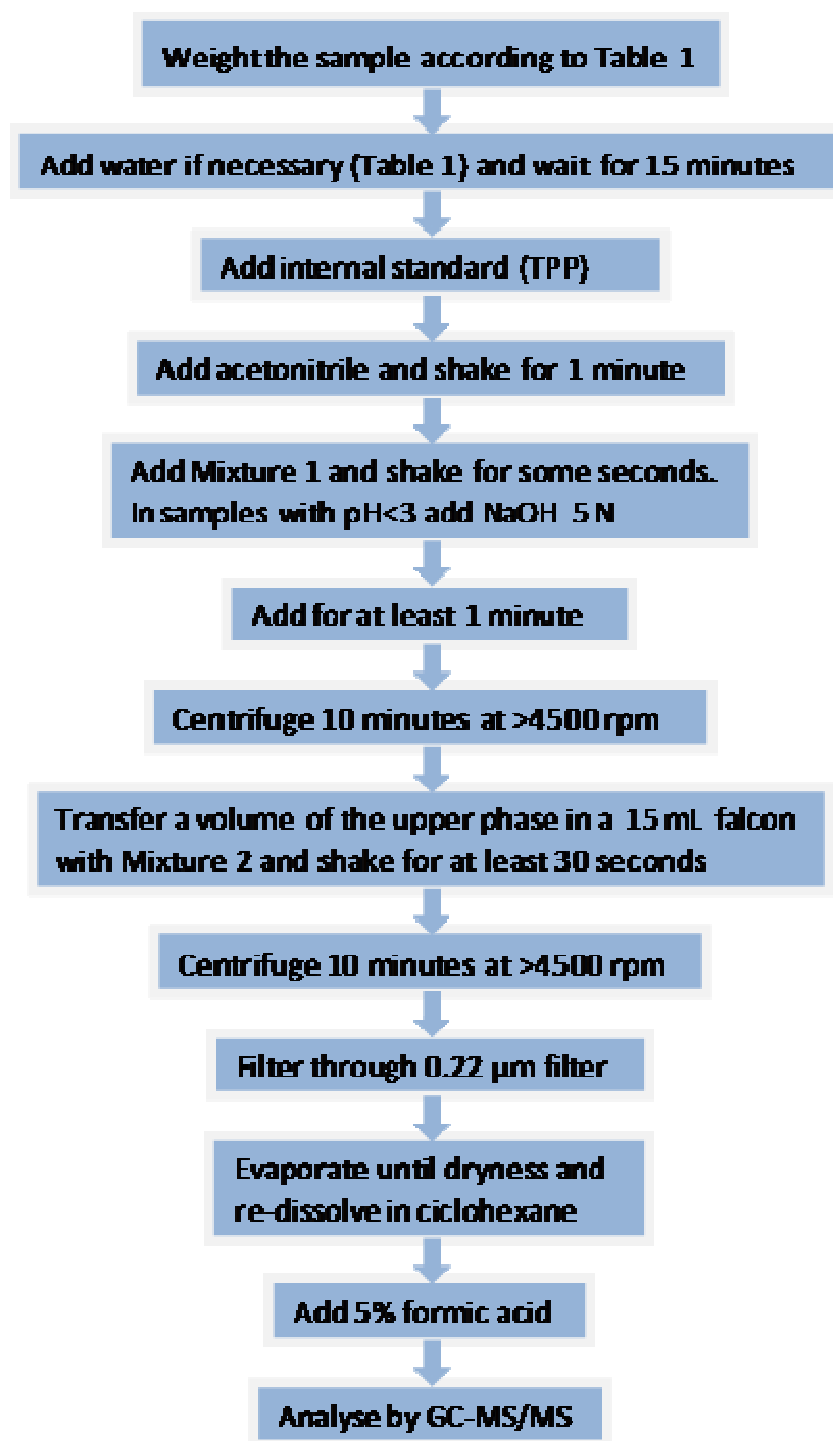 Weight the sample according to Table 1
Add water if necessary (Table 1) and wait for 15 minutes
Add internal standard (TPP)
Add acetonitrile and shake for 1 minute
Add Mixture 1 and shake for some seconds.
In samples with pH<3 add NaOH 5 N
Add for at least 1 minute
Centrifuge 10 minutes at >4500 rpm
Transfer a volume of the upper phase in a 15 mL falcon
with Mixture 2 and shake for at least 30 seconds
Centrifuge 10 minutes at >4500 rpm
Filter through 0.22 μm filter
Evaporate until dryness and
re-dissolve in ciclohexane
Add 5% formic acid
Analyse by GC-MS/MS